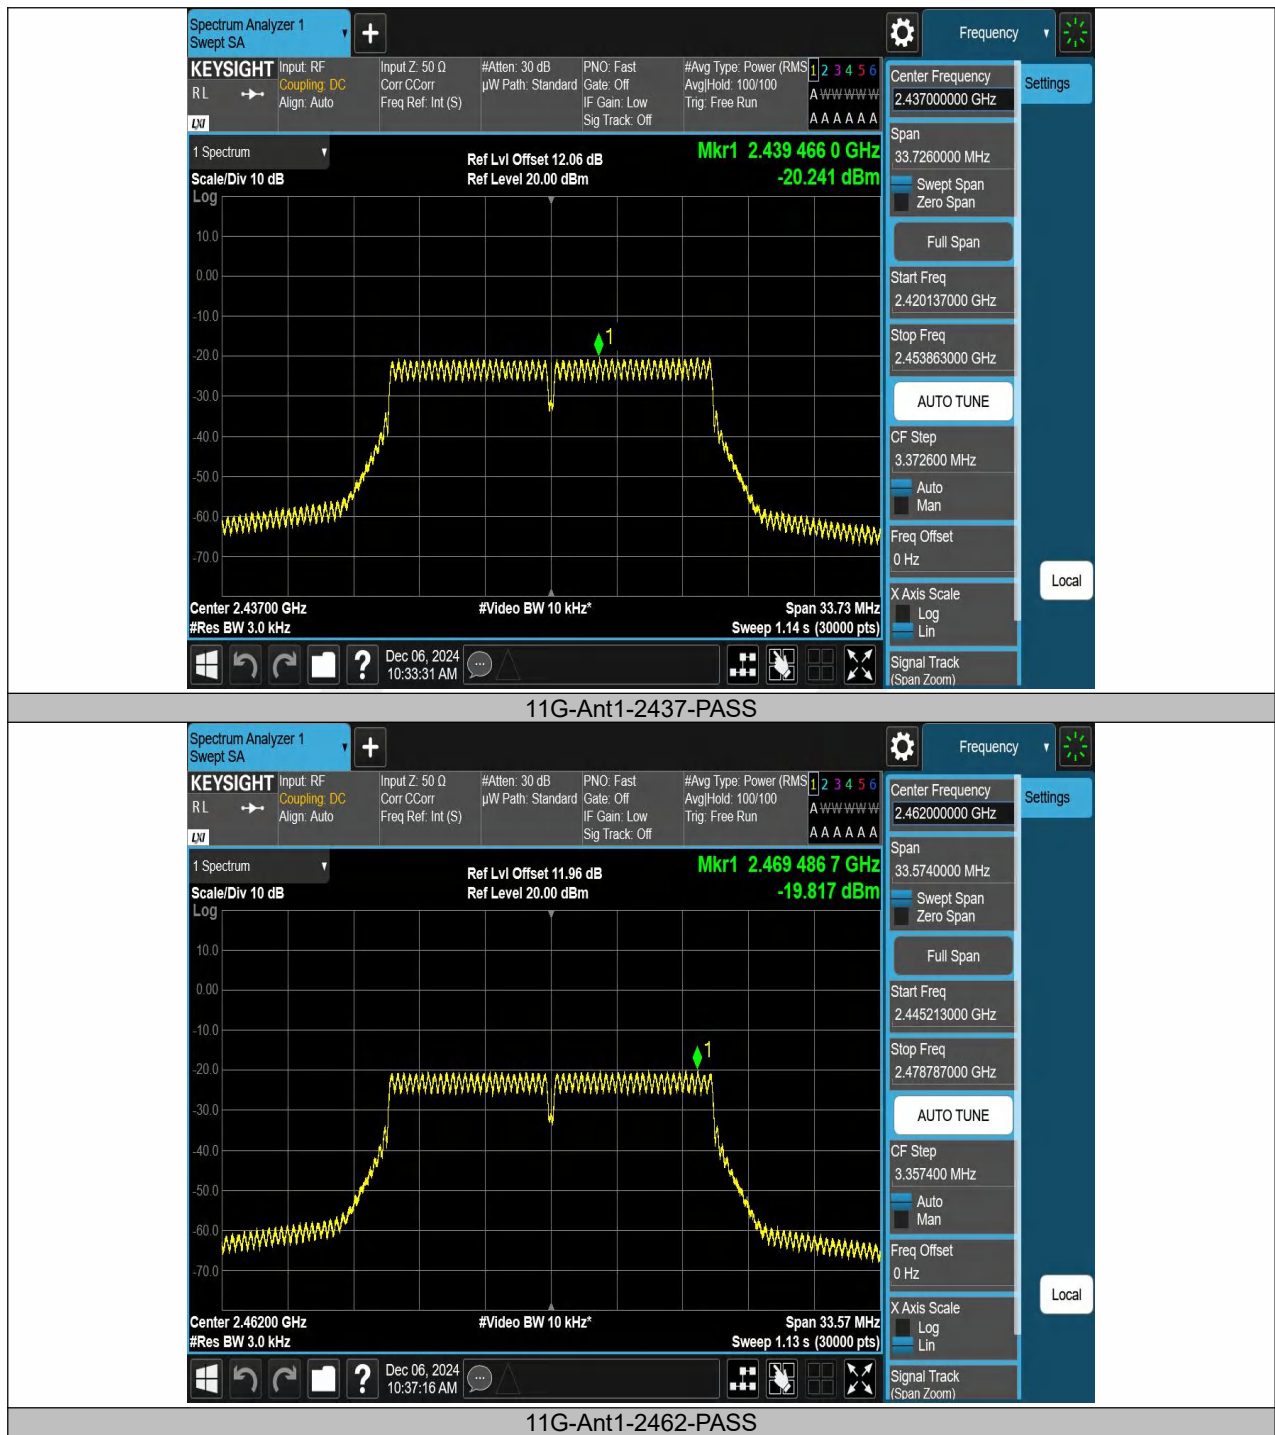 Spectrum Analyzer 1
Swept SA
Frequency
KEYSIGHT
RL
LXI
Input: RF
Coupling: DC
Align: Auto
Input Z: 50 Ω
Corr CCorr
Freq Ref: Int (S)
#Atten: 30 dB
µW Path: Standard
PNO: Fast
Gate: Off
IF Gain: Low
Sig Track: Off
#Avg Type: Power (RMS
Avg|Hold: 100/100
Trig: Free Run
1 2 3 4 5 6
A W W W W W
A A A A A A
1 Spectrum
Scale/Div 10 dB
Ref Lvl Offset 12.06 dB
Ref Level 20.00 dBm
Mkr1 2.439 466 0 GHz
-20.241 dBm
Log
10.0
0.00
-10.0
-20.0
-30.0
-40.0
-50.0
-60.0
-70.0
1
Center 2.43700 GHz
#Res BW 3.0 kHz
#Video BW 10 kHz*
Span 33.73 MHz
Sweep 1.14 s (30000 pts)
Dec 06, 2024
10:33:31 AM
Center Frequency
2.437000000 GHz
Settings
Span
33.7260000 MHz
Swept Span
Zero Span
Full Span
Start Freq
2.420137000 GHz
Stop Freq
2.453863000 GHz
AUTO TUNE
CF Step
3.372600 MHz
Auto
Man
Freq Offset
0 Hz
Local
X Axis Scale
Log
Lin
Signal Track
(Span Zoom)
11G-Ant1-2437-PASS
Spectrum Analyzer 1
Swept SA
Frequency
KEYSIGHT
RL
LXI
Input: RF
Coupling: DC
Align: Auto
Input Z: 50 Ω
Corr CCorr
Freq Ref: Int (S)
#Atten: 30 dB
µW Path: Standard
PNO: Fast
Gate: Off
IF Gain: Low
Sig Track: Off
#Avg Type: Power (RMS
Avg|Hold: 100/100
Trig: Free Run
1 2 3 4 5 6
A W W W W W
A A A A A A
1 Spectrum
Scale/Div 10 dB
Ref Lvl Offset 11.96 dB
Ref Level 20.00 dBm
Mkr1 2.469 486 7 GHz
-19.817 dBm
Log
10.0
0.00
-10.0
-20.0
-30.0
-40.0
-50.0
-60.0
-70.0
1
Center 2.46200 GHz
#Res BW 3.0 kHz
#Video BW 10 kHz*
Span 33.57 MHz
Sweep 1.13 s (30000 pts)
Dec 06, 2024
10:37:16 AM
Center Frequency
2.462000000 GHz
Settings
Span
33.5740000 MHz
Swept Span
Zero Span
Full Span
Start Freq
2.445213000 GHz
Stop Freq
2.478787000 GHz
AUTO TUNE
CF Step
3.357400 MHz
Auto
Man
Freq Offset
0 Hz
Local
X Axis Scale
Log
Lin
Signal Track
(Span Zoom)
11G-Ant1-2462-PASS